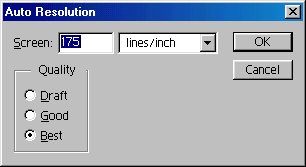 Auto Resolution
Screen: 175 lines/inch OK
Cancel
Quality
Draft
Good
Best